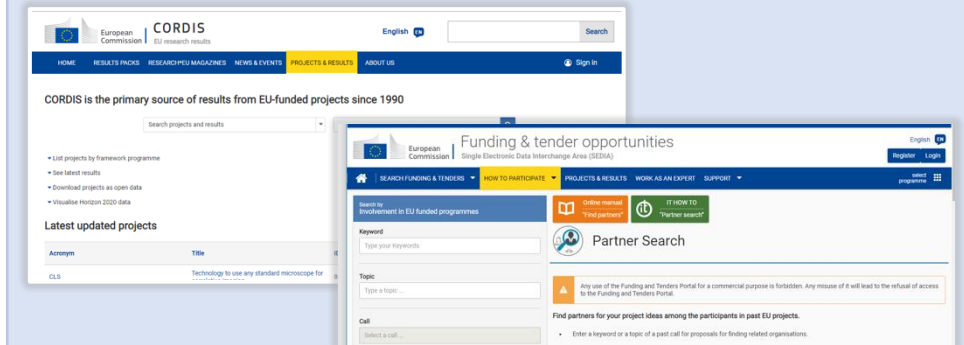 European
Commission
CORDIS
EU research results
English EN
Search
HOME RESULTS PACKS RESEARCH*EU MAGAZINES NEWS & EVENTS PROJECTS & RESULTS ABOUT US Sign in
CORDIS is the primary source of results from EU-funded projects since 1990
Search projects and results
List projects by framework programme
See latest results
Download projects as open data
Visualise Horizon 2020 data
Latest updated projects
Acronym Title
CLS Technology to use any standard microscope for
European
Commission
Funding & tender opportunities
Single Electronic Data Interchange Area (SEDIA)
English EN
Register Login
SEARCH FUNDING & TENDERS HOW TO PARTICIPATE PROJECTS & RESULTS WORK AS AN EXPERT SUPPORT select
programme
Search by
Involvement in EU funded programmes
Keyword
Type your Keywords
Topic
Type a topic ...
Call
Select a call ...
Online manual
"Find partners"
IT HOW TO
"Partner search"
Partner Search
Any use of the Funding and Tenders Portal for a commercial purpose is forbidden. Any misuse of it will lead to the refusal of access
to the Funding and Tenders Portal.
Find partners for your project ideas among the participants in past EU projects.
Enter a keyword or a topic of a past call for proposals for finding related organisations.